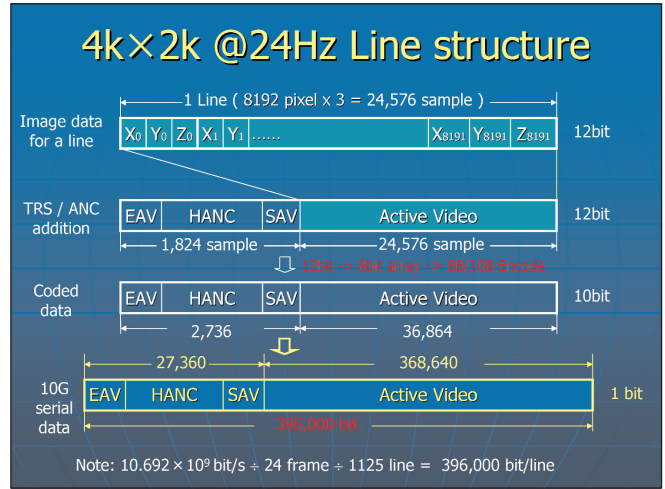 4k×2k @24Hz Line structure
1 Line ( 8192 pixel x 3 = 24,576 sample )
Image data for a line
X0 Y0 Z0 X1 Y1 ...... X8191 Y8191 Z8191
12bit
TRS / ANC addition
EAV HANC SAV Active Video
12bit
1,824 sample 24,576 sample
12bit -> 8bit array -> 8B/10B Encode
Coded data
EAV HANC SAV Active Video
10bit
2,736 36,864
27,360 368,640
10G serial data
EAV HANC SAV Active Video
1 bit
396,000 bit
Note: 10.692 × 10⁹ bit/s ÷ 24 frame ÷ 1125 line = 396,000 bit/line